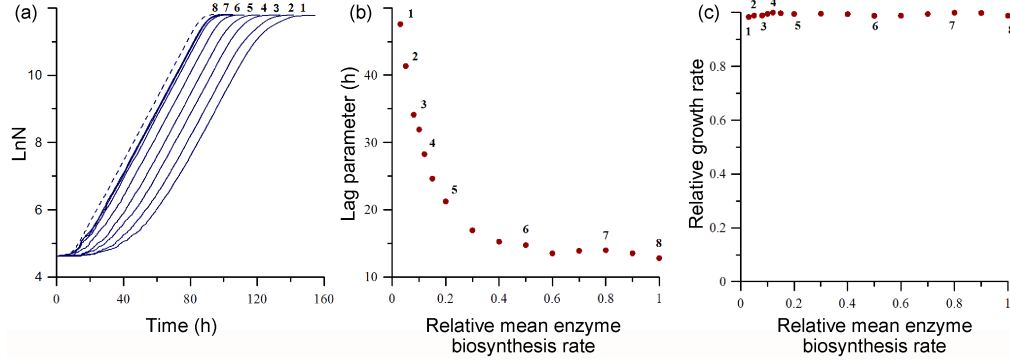 (a)
8 7 6 5 4 3 2 1
10
8
6
4
LnN
0 40 80 120 160
Time (h)
(b)
1
2
3
4
5
6
7
8
40
30
20
10
Lag parameter (h)
0 0.2 0.4 0.6 0.8 1
Relative mean enzyme
biosynthesis rate
(c)
2 4
1 3 5 6 7 8
0.8
0.6
0.4
0.2
0
Relative growth rate
0 0.2 0.4 0.6 0.8 1
Relative mean enzyme
biosynthesis rate